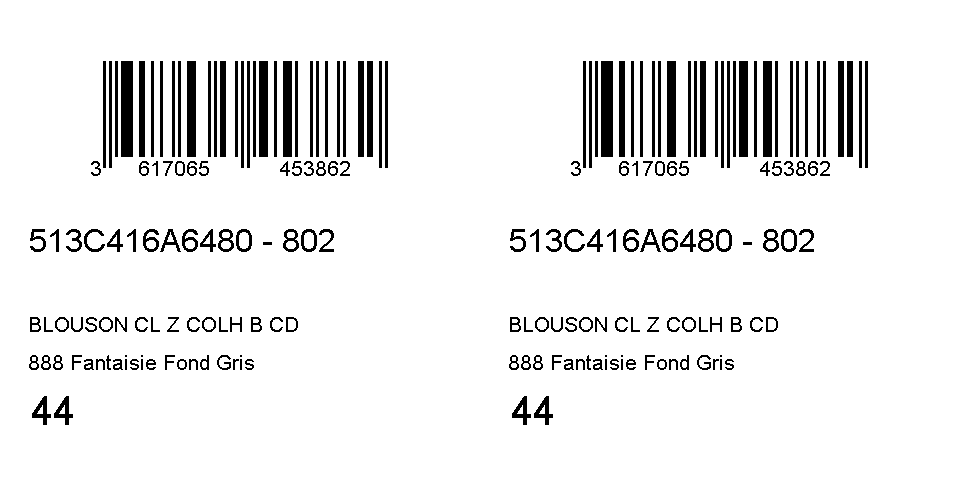 3 617065 453862
513C416A6480 - 802
BLOUSON CL Z COLH B CD
888 Fantaisie Fond Gris
44
3 617065 453862
513C416A6480 - 802
BLOUSON CL Z COLH B CD
888 Fantaisie Fond Gris
44